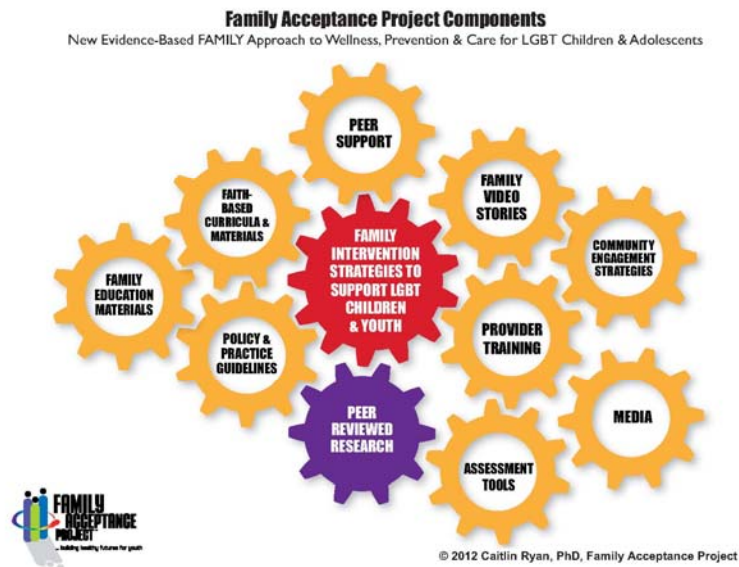 Family Acceptance Project Components
New Evidence-Based FAMILY Approach to Wellness, Prevention & Care for LGBT Children & Adolescents
PEER
SUPPORT
FAMILY
VIDEO
STORIES
FAITH-
BASED
CURRICULA &
MATERIALS
FAMILY
INTERVENTION
STRATEGIES TO
SUPPORT LGBT
CHILDREN
& YOUTH
COMMUNITY
ENGAGEMENT
STRATEGIES
FAMILY
EDUCATION
MATERIALS
POLICY &
PRACTICE
GUIDELINES
PROVIDER
TRAINING
PEER
REVIEWED
RESEARCH
MEDIA
ASSESSMENT
TOOLS
FAMILY
ACCEPTANCE
PROJECT
... building healthy futures for youth
© 2012 Caitlin Ryan, PhD, Family Acceptance Project